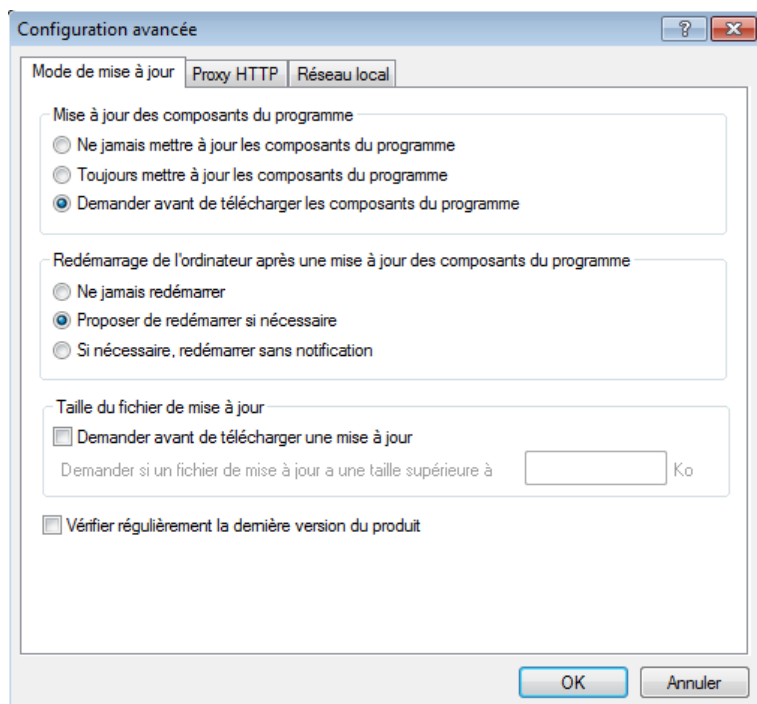 Configuration avancée
Mode de mise à jour Proxy HTTP Réseau local
Mise à jour des composants du programme
Ne jamais mettre à jour les composants du programme
Toujours mettre à jour les composants du programme
Demander avant de télécharger les composants du programme
Redémarrage de l'ordinateur après une mise à jour des composants du programme
Ne jamais redémarrer
Proposer de redémarrer si nécessaire
Si nécessaire, redémarrer sans notification
Taille du fichier de mise à jour
Demander avant de télécharger une mise à jour
Demander si un fichier de mise à jour a une taille supérieure à Ko
Vérifier régulièrement la dernière version du produit
OK Annuler